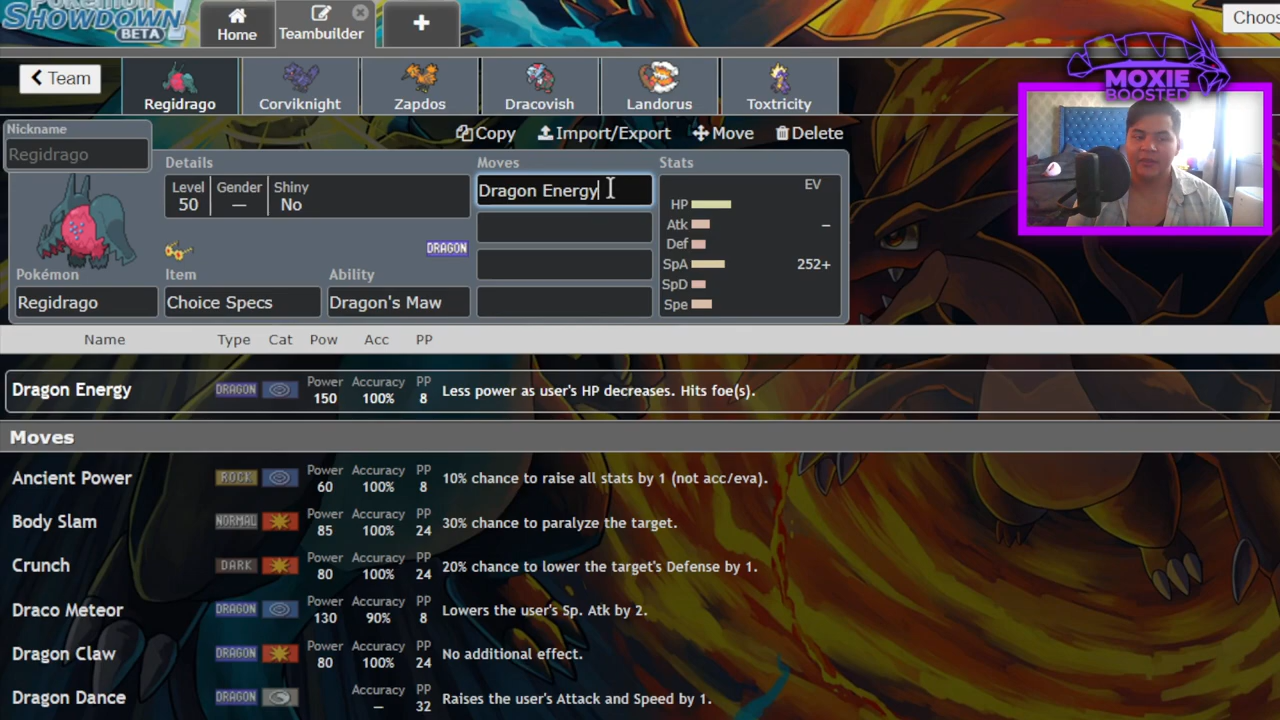 Pokémon
SHOWDOWN!
BETA
Home
Teambuilder
+
Choos
Team
Regidrago
Corviknight
Zapdos
Dracovish
Landorus
Toxtricity
MOXIE
BOOSTED
Copy
Import/Export
Move
Delete
Nickname
Regidrago
Details
Level
50
Gender
—
Shiny
No
DRAGON
Pokémon
Regidrago
Item
Choice Specs
Ability
Dragon's Maw
Moves
Dragon Energy
Stats
EV
HP
Atk –
Def
SpA 252+
SpD
Spe
Name Type Cat Pow Acc PP
Dragon Energy DRAGON Power 150 Accuracy 100% PP 8 Less power as user's HP decreases. Hits foe(s).
Moves
Ancient Power ROCK Power 60 Accuracy 100% PP 8 10% chance to raise all stats by 1 (not acc/eva).
Body Slam NORMAL Power 85 Accuracy 100% PP 24 30% chance to paralyze the target.
Crunch DARK Power 80 Accuracy 100% PP 24 20% chance to lower the target's Defense by 1.
Draco Meteor DRAGON Power 130 Accuracy 90% PP 8 Lowers the user's Sp. Atk by 2.
Dragon Claw DRAGON Power 80 Accuracy 100% PP 24 No additional effect.
Dragon Dance DRAGON Accuracy — PP 32 Raises the user's Attack and Speed by 1.